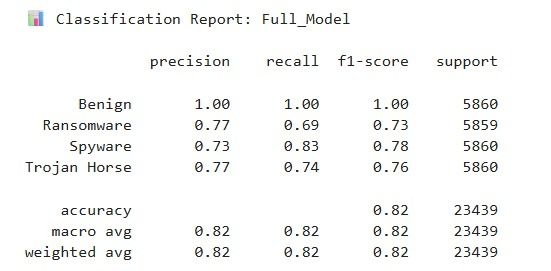 📊 Classification Report: Full_Model
precision recall f1-score support
Benign 1.00 1.00 1.00 5860
Ransomware 0.77 0.69 0.73 5859
Spyware 0.73 0.83 0.78 5860
Trojan Horse 0.77 0.74 0.76 5860
accuracy 0.82 23439
macro avg 0.82 0.82 0.82 23439
weighted avg 0.82 0.82 0.82 23439